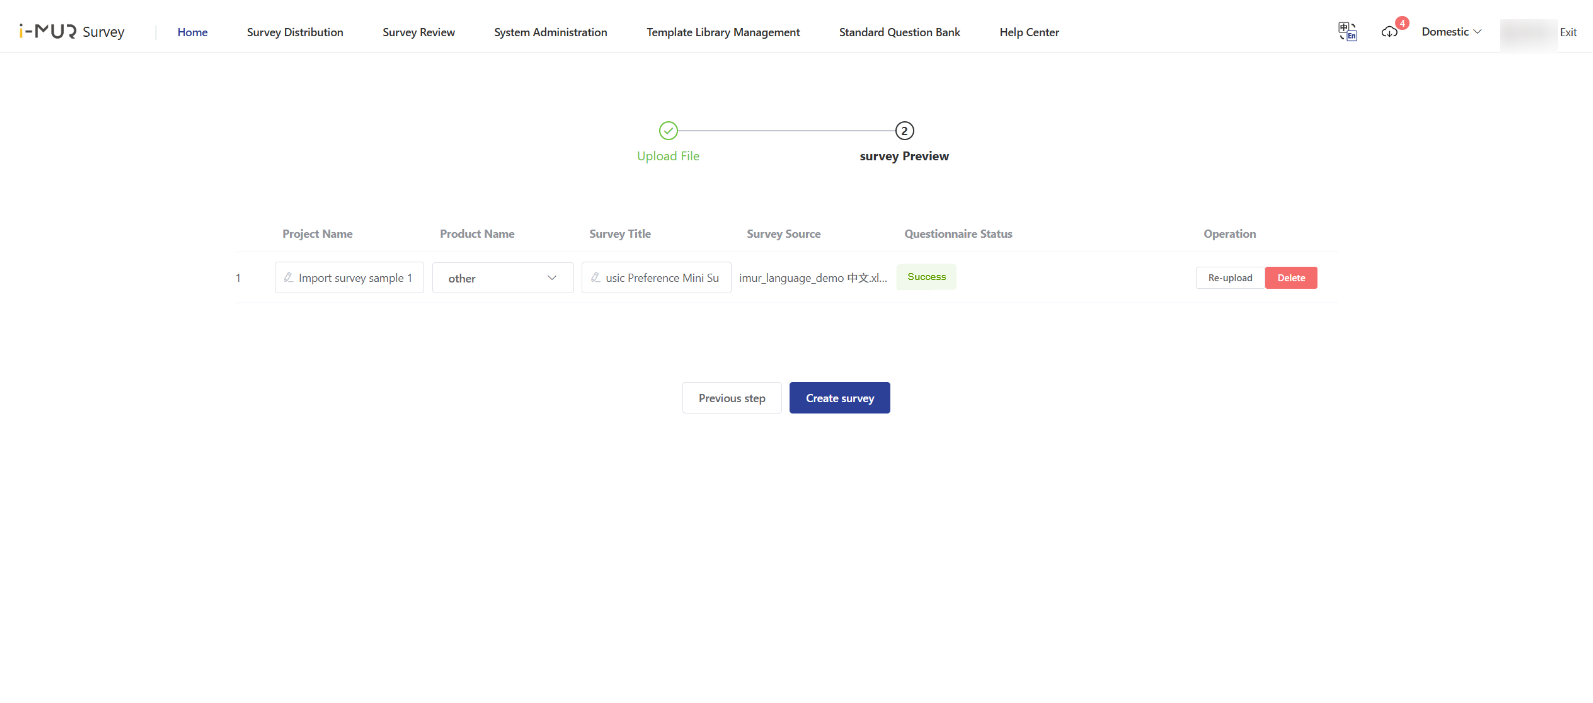 i-MUR Survey Home Survey Distribution Survey Review System Administration Template Library Management Standard Question Bank Help Center 中 En 4 Domestic Exit
2
Upload File survey Preview
Project Name Product Name Survey Title Survey Source Questionnaire Status Operation
1 Import survey sample 1 other usic Preference Mini Su imur_language_demo 中文.xl... Success Re-upload Delete
Previous step Create survey